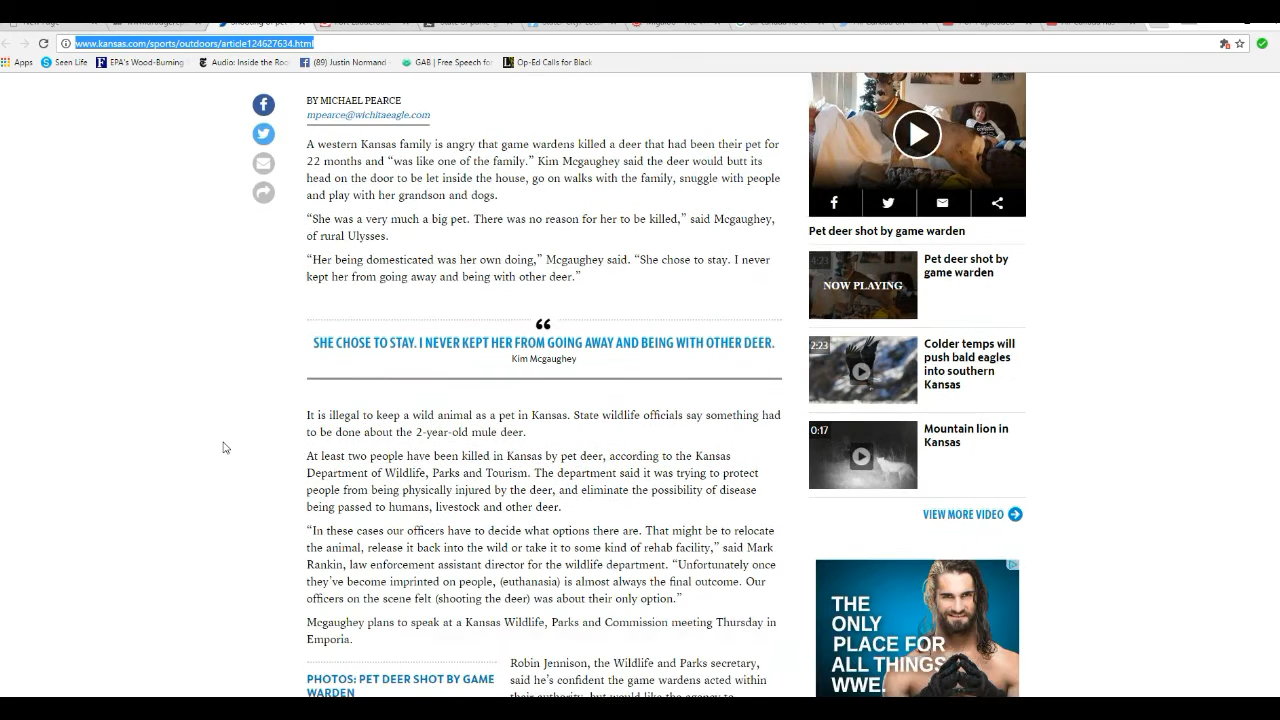 www.kansas.com/sports/outdoors/article124627634.html
Apps Seen Life EPA's Wood-Burning Audio: Inside the Roo (89) Justin Normand GAB | Free Speech for Op-Ed Calls for Black
BY MICHAEL PEARCE
mpearce@wichitaeagle.com
A western Kansas family is angry that game wardens killed a deer that had been their pet for
22 months and “was like one of the family.” Kim Mcgaughey said the deer would butt its
head on the door to be let inside the house, go on walks with the family, snuggle with people
and play with her grandson and dogs.
“She was a very much a big pet. There was no reason for her to be killed,” said Mcgaughey,
of rural Ulysses.
“Her being domesticated was her own doing,” Mcgaughey said. “She chose to stay. I never
kept her from going away and being with other deer.”
“
SHE CHOSE TO STAY. I NEVER KEPT HER FROM GOING AWAY AND BEING WITH OTHER DEER.
Kim Mcgaughey
It is illegal to keep a wild animal as a pet in Kansas. State wildlife officials say something had
to be done about the 2-year-old mule deer.
At least two people have been killed in Kansas by pet deer, according to the Kansas
Department of Wildlife, Parks and Tourism. The department said it was trying to protect
people from being physically injured by the deer, and eliminate the possibility of disease
being passed to humans, livestock and other deer.
“In these cases our officers have to decide what options there are. That might be to relocate
the animal, release it back into the wild or take it to some kind of rehab facility,” said Mark
Rankin, law enforcement assistant director for the wildlife department. “Unfortunately once
they’ve become imprinted on people, (euthanasia) is almost always the final outcome. Our
officers on the scene felt (shooting the deer) was about their only option.”
Mcgaughey plans to speak at a Kansas Wildlife, Parks and Commission meeting Thursday in
Emporia.
PHOTOS: PET DEER SHOT BY GAME
WARDEN
Robin Jennison, the Wildlife and Parks secretary,
said he’s confident the game wardens acted within
Pet deer shot by game warden
4:23
NOW PLAYING
Pet deer shot by
game warden
2:23
Colder temps will
push bald eagles
into southern
Kansas
0:17
Mountain lion in
Kansas
VIEW MORE VIDEO
THE
ONLY
PLACE FOR
ALL THINGS
WWE.